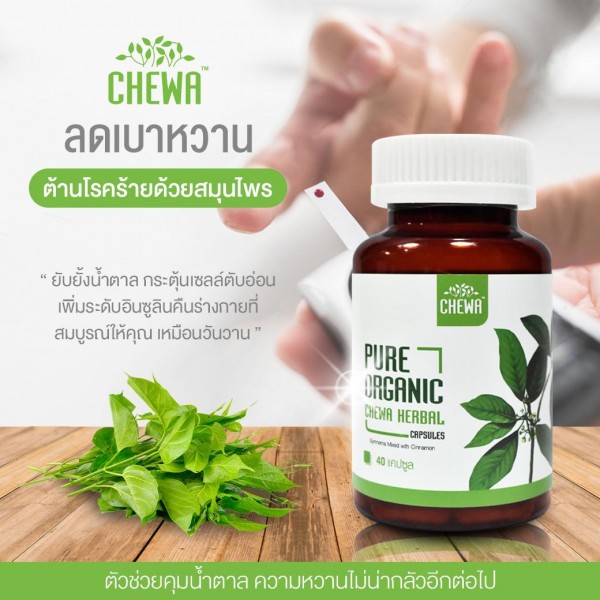 CHEWA™
ลดเบาหวาน
ต้านโรคร้ายด้วยสมุนไพร
“ ยับยั้งน้ำตาล กระตุ้นเซลล์ตับอ่อน
เพิ่มระดับอินซูลินคืนร่างกายที่
สมบูรณ์ให้คุณ เหมือนวันวาน ”
CHEWA™
PURE
ORGANIC
CHEWA HERBAL
CAPSULES
Gymnema Mixed with Cinnamon
40 แคปซูล
ตัวช่วยคุมน้ำตาล ความหวานไม่น่ากลัวอีกต่อไป